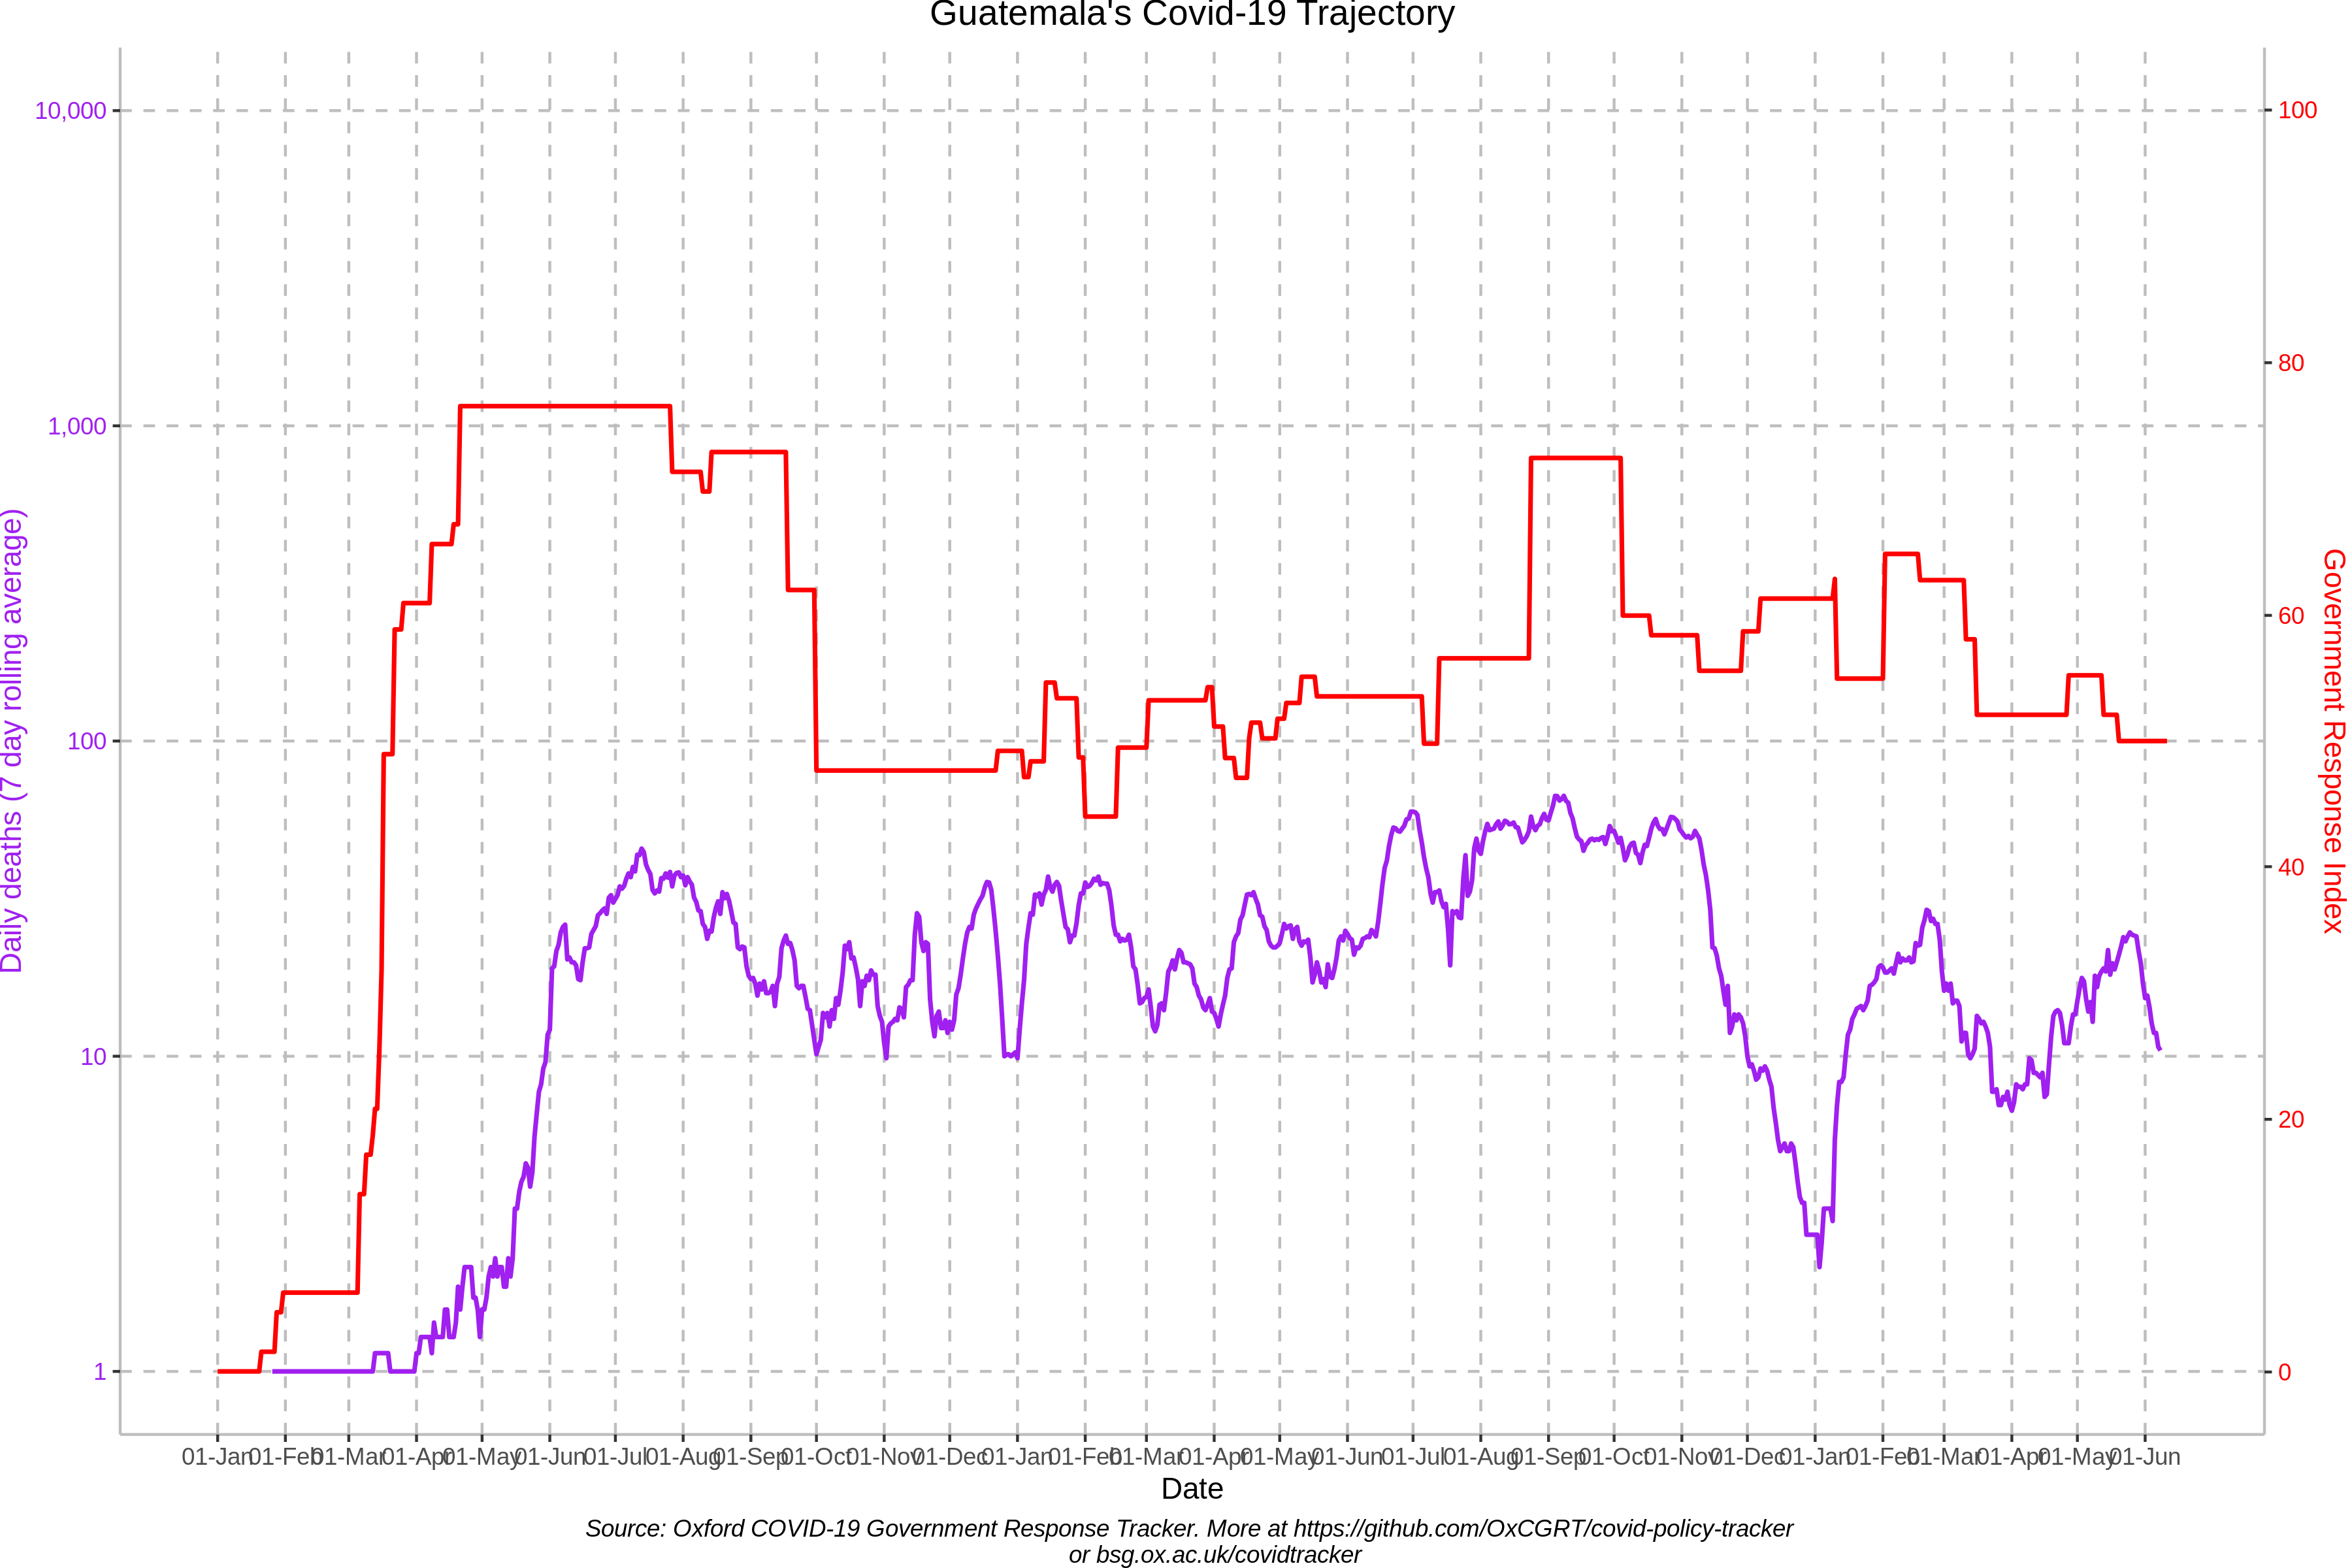 Guatemala's Covid-19 Trajectory
10,000
1,000
100
10
1
Daily deaths (7 day rolling average)
100
80
60
40
20
0
Government Response Index
01-Jan 01-Feb 01-Mar 01-Apr 01-May 01-Jun 01-Jul 01-Aug 01-Sep 01-Oct 01-Nov 01-Dec 01-Jan 01-Feb 01-Mar 01-Apr 01-May 01-Jun 01-Jul 01-Aug 01-Sep 01-Oct 01-Nov 01-Dec 01-Jan 01-Feb 01-Mar 01-Apr 01-May 01-Jun
Date
Source: Oxford COVID-19 Government Response Tracker. More at https://github.com/OxCGRT/covid-policy-tracker
or bsg.ox.ac.uk/covidtracker